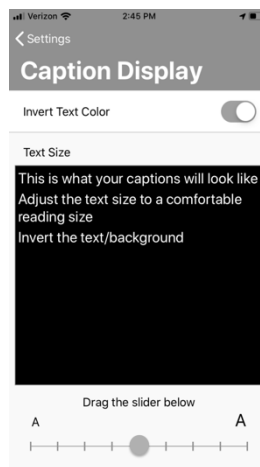 Verizon 2:45 PM
Settings
Caption Display
Invert Text Color
Text Size
This is what your captions will look like
Adjust the text size to a comfortable
reading size
Invert the text/background
Drag the slider below
A A